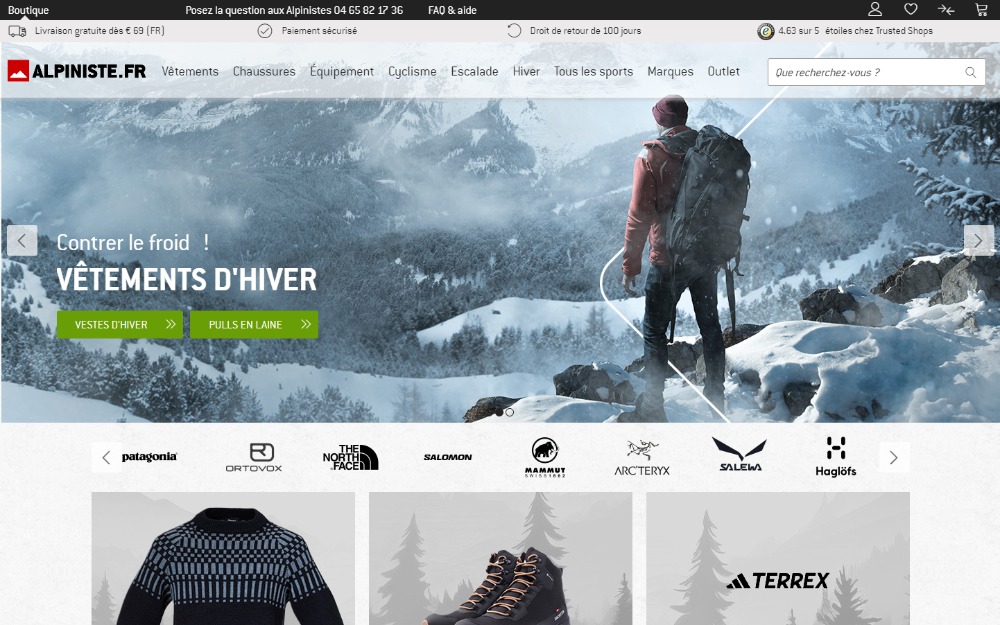 Boutique
Posez la question aux Alpinistes 04 65 82 17 36
FAQ & aide
Livraison gratuite dès € 69 (FR)
Paiement sécurisé
Droit de retour de 100 jours
4.63 sur 5 étoiles chez Trusted Shops
ALPINISTE.FR
Vêtements
Chaussures
Équipement
Cyclisme
Escalade
Hiver
Tous les sports
Marques
Outlet
Que recherchez-vous ?
Contrer le froid !
VÊTEMENTS D'HIVER
VESTES D'HIVER
PULLS EN LAINE
patagonia
ORTOVOX
THE
NORTH
FACE
SALOMON
MAMMUT
SWISS 1862
ARC'TERYX
SALEWA
Haglöfs
TERREX